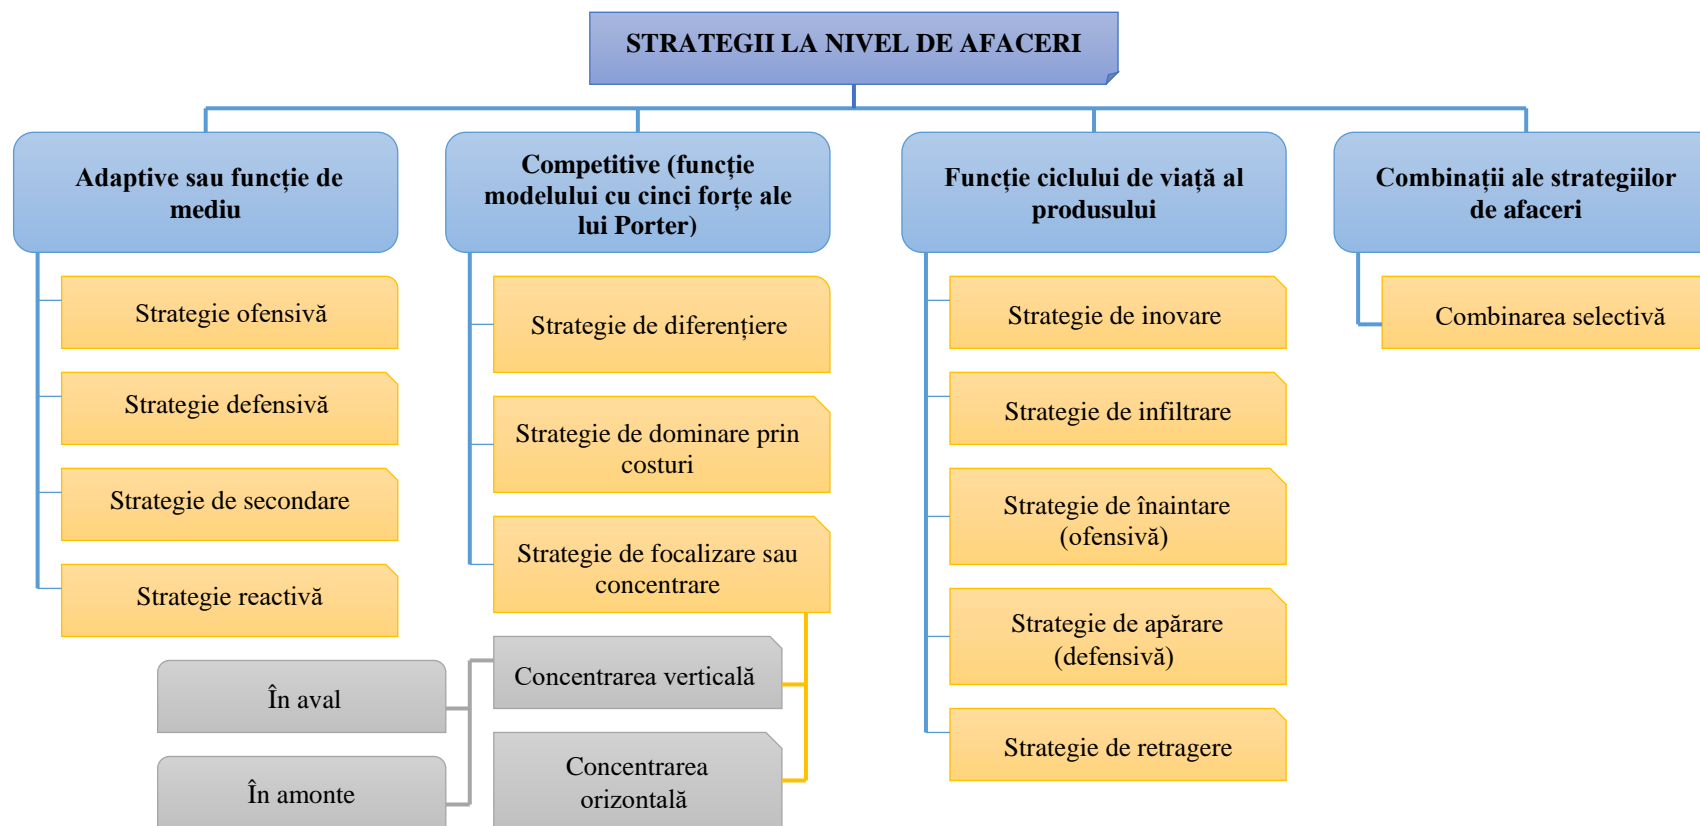 STRATEGII LA NIVEL DE AFACERI
Adaptive sau funcție de
mediu
Strategie ofensivă
Strategie defensivă
Strategie de secondare
Strategie reactivă
Competitive (funcție
modelului cu cinci forțe ale
lui Porter)
Strategie de diferențiere
Strategie de dominare prin
costuri
Strategie de focalizare sau
concentrare
Concentrarea verticală
În aval
În amonte
Concentrarea
orizontală
Funcție ciclului de viață al
produsului
Strategie de inovare
Strategie de infiltrare
Strategie de înaintare
(ofensivă)
Strategie de apărare
(defensivă)
Strategie de retragere
Combinații ale strategiilor
de afaceri
Combinarea selectivă